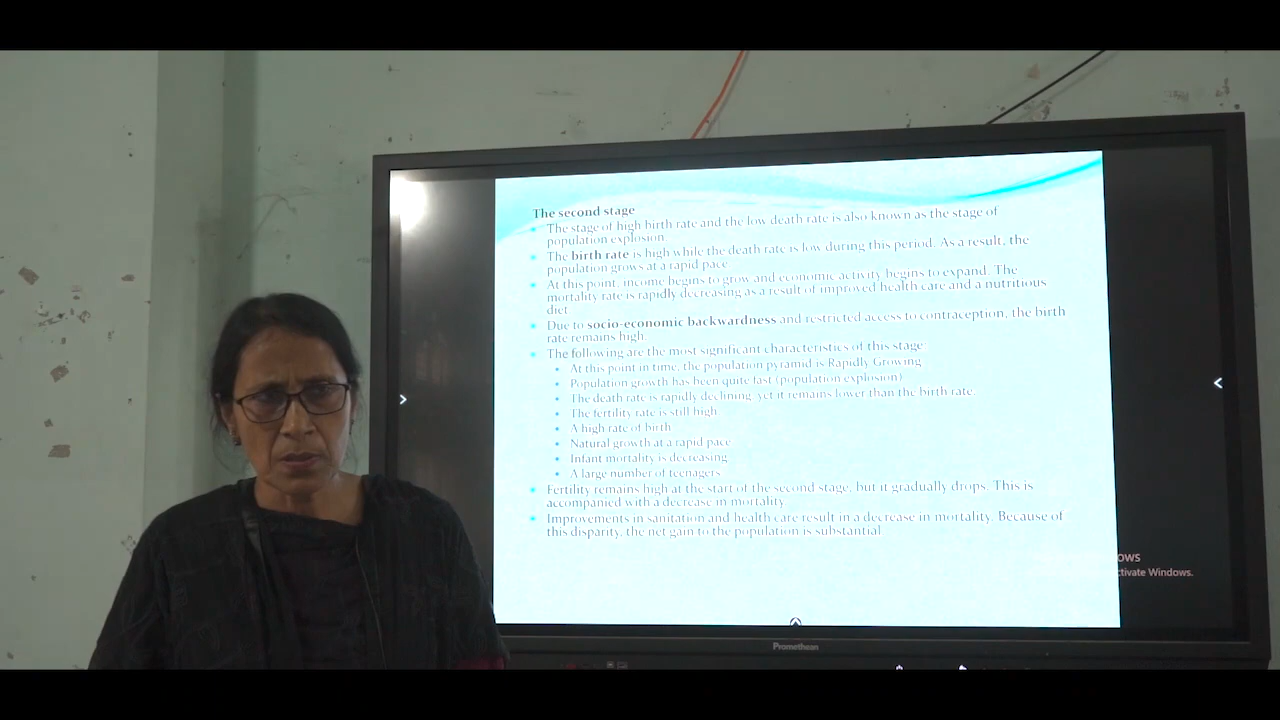 The second stage
The stage of high birth rate and the low death rate is also known as the stage of
population explosion.
The birth rate is high while the death rate is low during this period. As a result, the
population grows at a rapid pace
At this point, income begins to grow and economic activity begins to expand. The
mortality rate is rapidly decreasing as a result of improved health care and a nutritious
diet
Due to socio-economic backwardness and restricted access to contraception, the birth
rate remains high.
The following are the most significant characteristics of this stage:
At this point in time, the population pyramid is Rapidly Growing
Population growth has been quite fast (population explosion)
The death rate is rapidly declining, yet it remains lower than the birth rate.
The fertility rate is still high
A high rate of birth
Natural growth at a rapid pace
Infant mortality is decreasing
A large number of teenagers
Fertility remains high at the start of the second stage, but it gradually drops. This is
accompanied with a decrease in mortality
Improvements in sanitation and health care result in a decrease in mortality. Because of
this disparity, the net gain to the population is substantial
ows
ctivate Windows.
Promethean